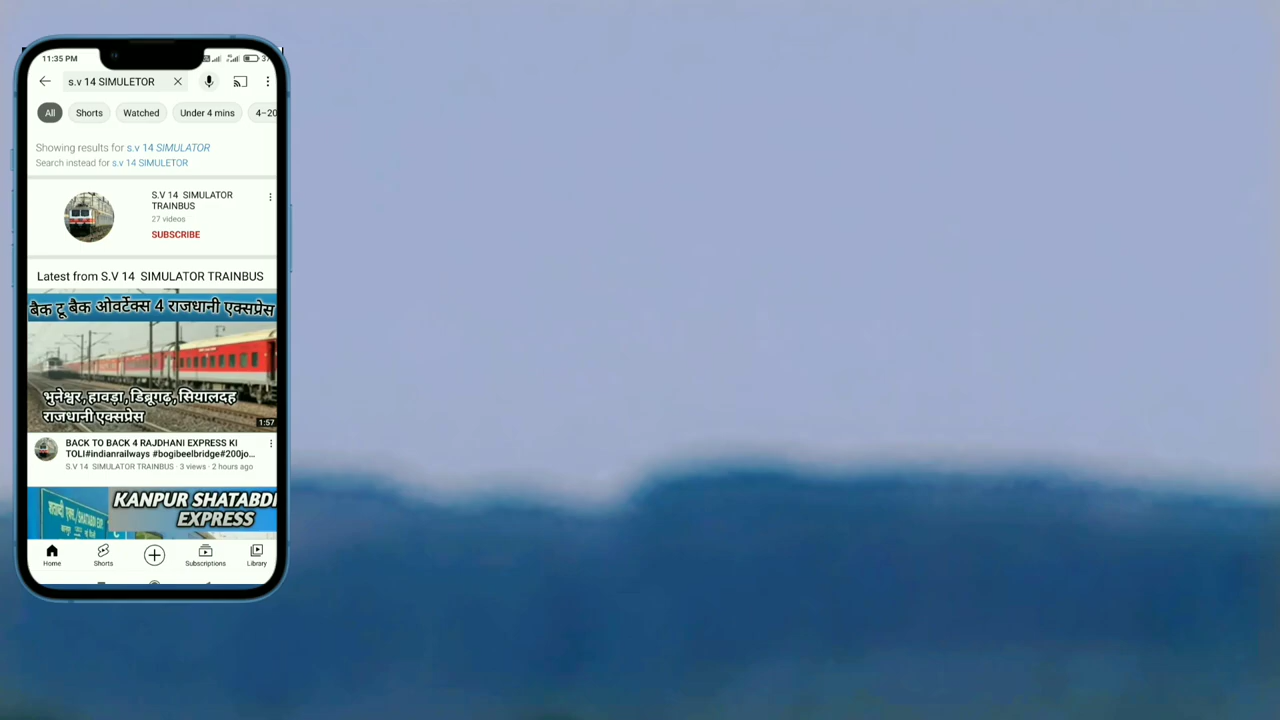 11:35 PM
s.v 14 SIMULETOR
All
Shorts
Watched
Under 4 mins
4–20
Showing results for s.v 14 SIMULATOR
Search instead for s.v 14 SIMULETOR
S.V 14 SIMULATOR
TRAINBUS
27 videos
SUBSCRIBE
Latest from S.V 14 SIMULATOR TRAINBUS
बैक टू बैक ओवर्टेक्स 4 राजधानी एक्सप्रेस
भुनेश्वर,हावड़ा,डिब्रूगढ़,सियालदह
राजधानी एक्सप्रेस
1:57
BACK TO BACK 4 RAJDHANI EXPRESS KI
TOLI#indianrailways #bogibeelbridge#200jo...
S.V 14 SIMULATOR TRAINBUS · 3 views · 2 hours ago
KANPUR SHATABDI
EXPRESS
Home
Shorts
Subscriptions
Library